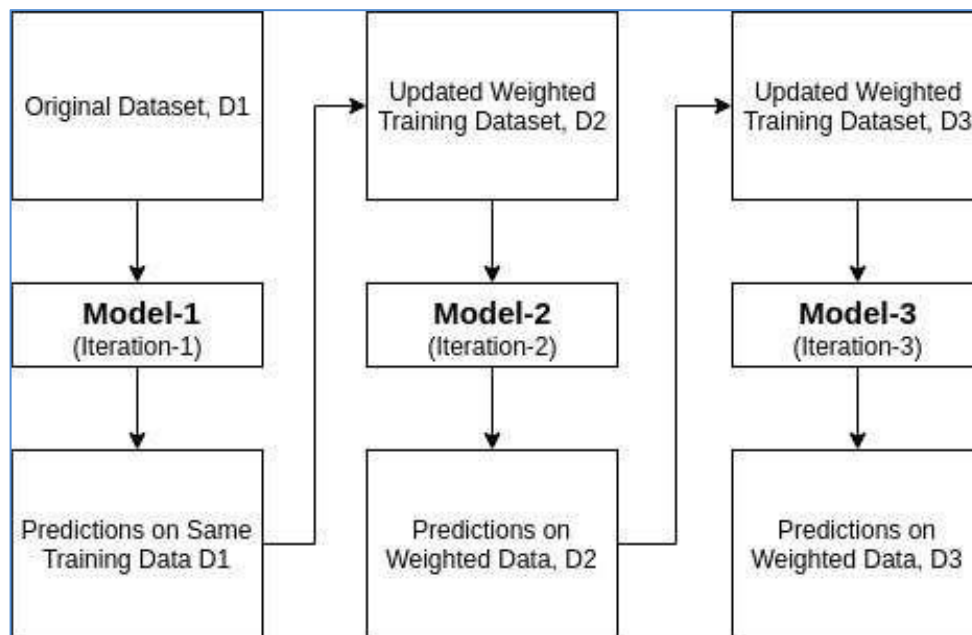 Original Dataset, D1
Model-1
(Iteration-1)
Predictions on Same
Training Data D1
Updated Weighted
Training Dataset, D2
Model-2
(Iteration-2)
Predictions on
Weighted Data, D2
Updated Weighted
Training Dataset, D3
Model-3
(Iteration-3)
Predictions on
Weighted Data, D3